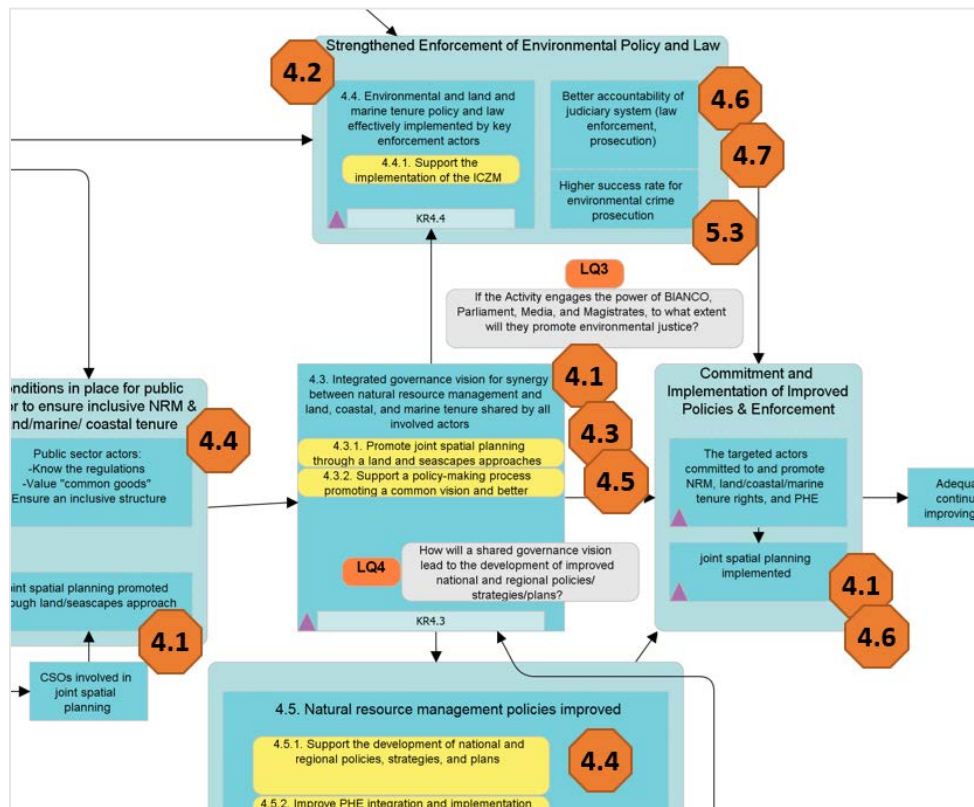 Strengthened Enforcement of Environmental Policy and Law
4.2
4.4. Environmental and land and
marine tenure policy and law
effectively implemented by key
enforcement actors
4.4.1. Support the
implementation of the ICZM
KR4.4
Better accountability of
judiciary system (law
enforcement,
prosecution)
4.6
4.7
Higher success rate for
environmental crime
prosecution
5.3
LQ3
If the Activity engages the power of BIANCO,
Parliament, Media, and Magistrates, to what extent
will they promote environmental justice?
onditions in place for public
or to ensure inclusive NRM &
nd/marine/ coastal tenure
4.4
Public sector actors:
-Know the regulations
-Value "common goods"
Ensure an inclusive structure
oint spatial planning promoted
ough land/seascapes approach
4.1
CSOs involved in
joint spatial
planning
4.3. Integrated governance vision for synergy
between natural resource management and
land, coastal, and marine tenure shared by all
involved actors
4.1
4.3
4.5
4.3.1. Promote joint spatial planning
through a land and seascapes approaches
4.3.2. Support a policy-making process
promoting a common vision and better
LQ4
How will a shared governance vision
lead to the development of improved
national and regional policies/
strategies/plans?
KR4.3
Commitment and
Implementation of Improved
Policies & Enforcement
The targeted actors
committed to and promote
NRM, land/coastal/marine
tenure rights, and PHE
joint spatial planning
implemented
4.1
4.6
Adequa
continu
improving
4.5. Natural resource management policies improved
4.5.1. Support the development of national and
regional policies, strategies, and plans
4.4
4.5.2. Improve PHE integration and implementation